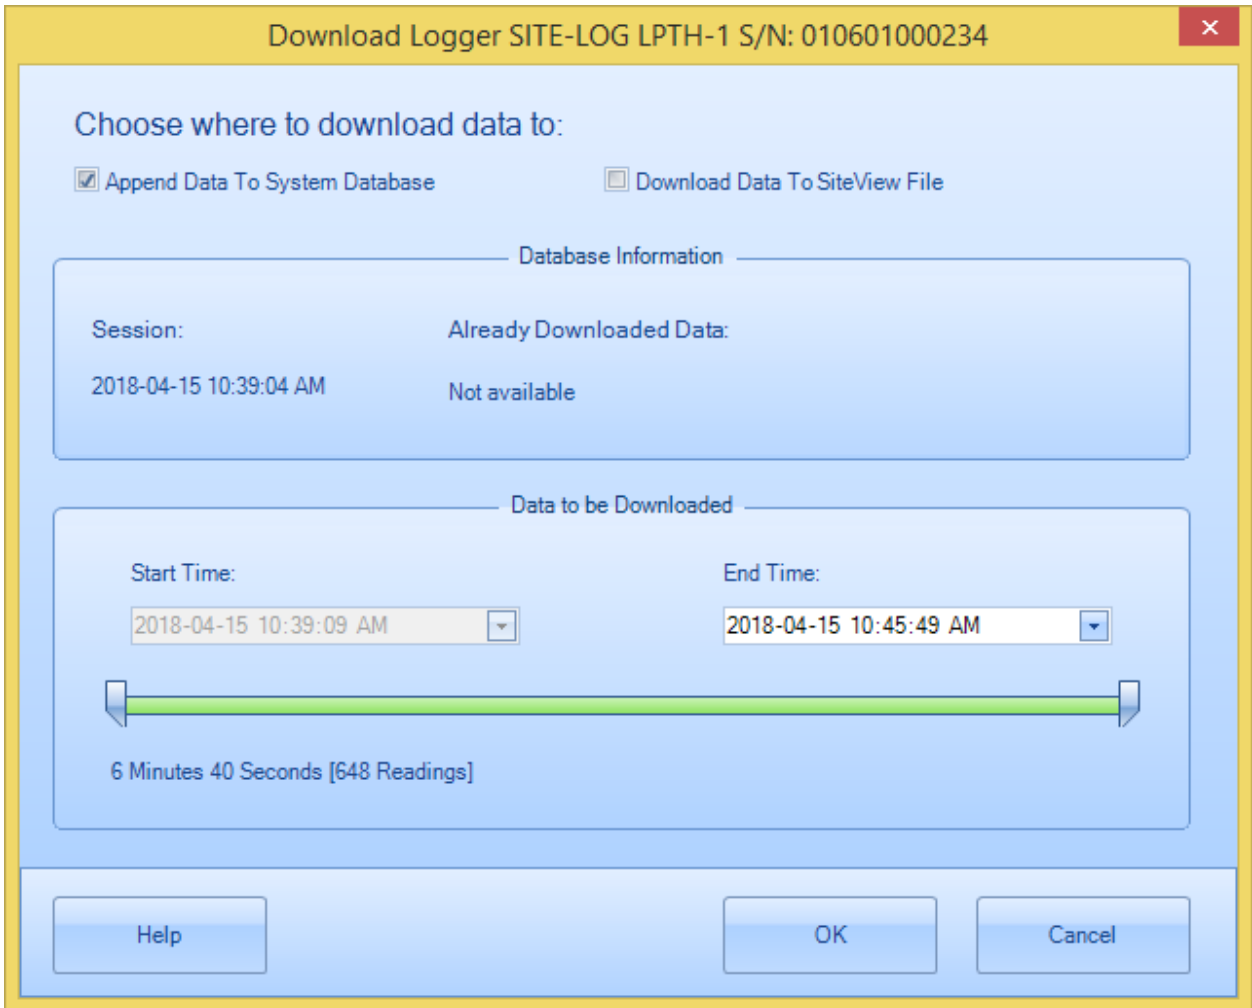 Download Logger SITE-LOG LPTH-1 S/N: 010601000234
Choose where to download data to:
Append Data To System Database
Download Data To SiteView File
Database Information
Session:
Already Downloaded Data:
2018-04-15 10:39:04 AM
Not available
Data to be Downloaded
Start Time:
End Time:
2018-04-15 10:39:09 AM
2018-04-15 10:45:49 AM
6 Minutes 40 Seconds [648 Readings]
Help
OK
Cancel